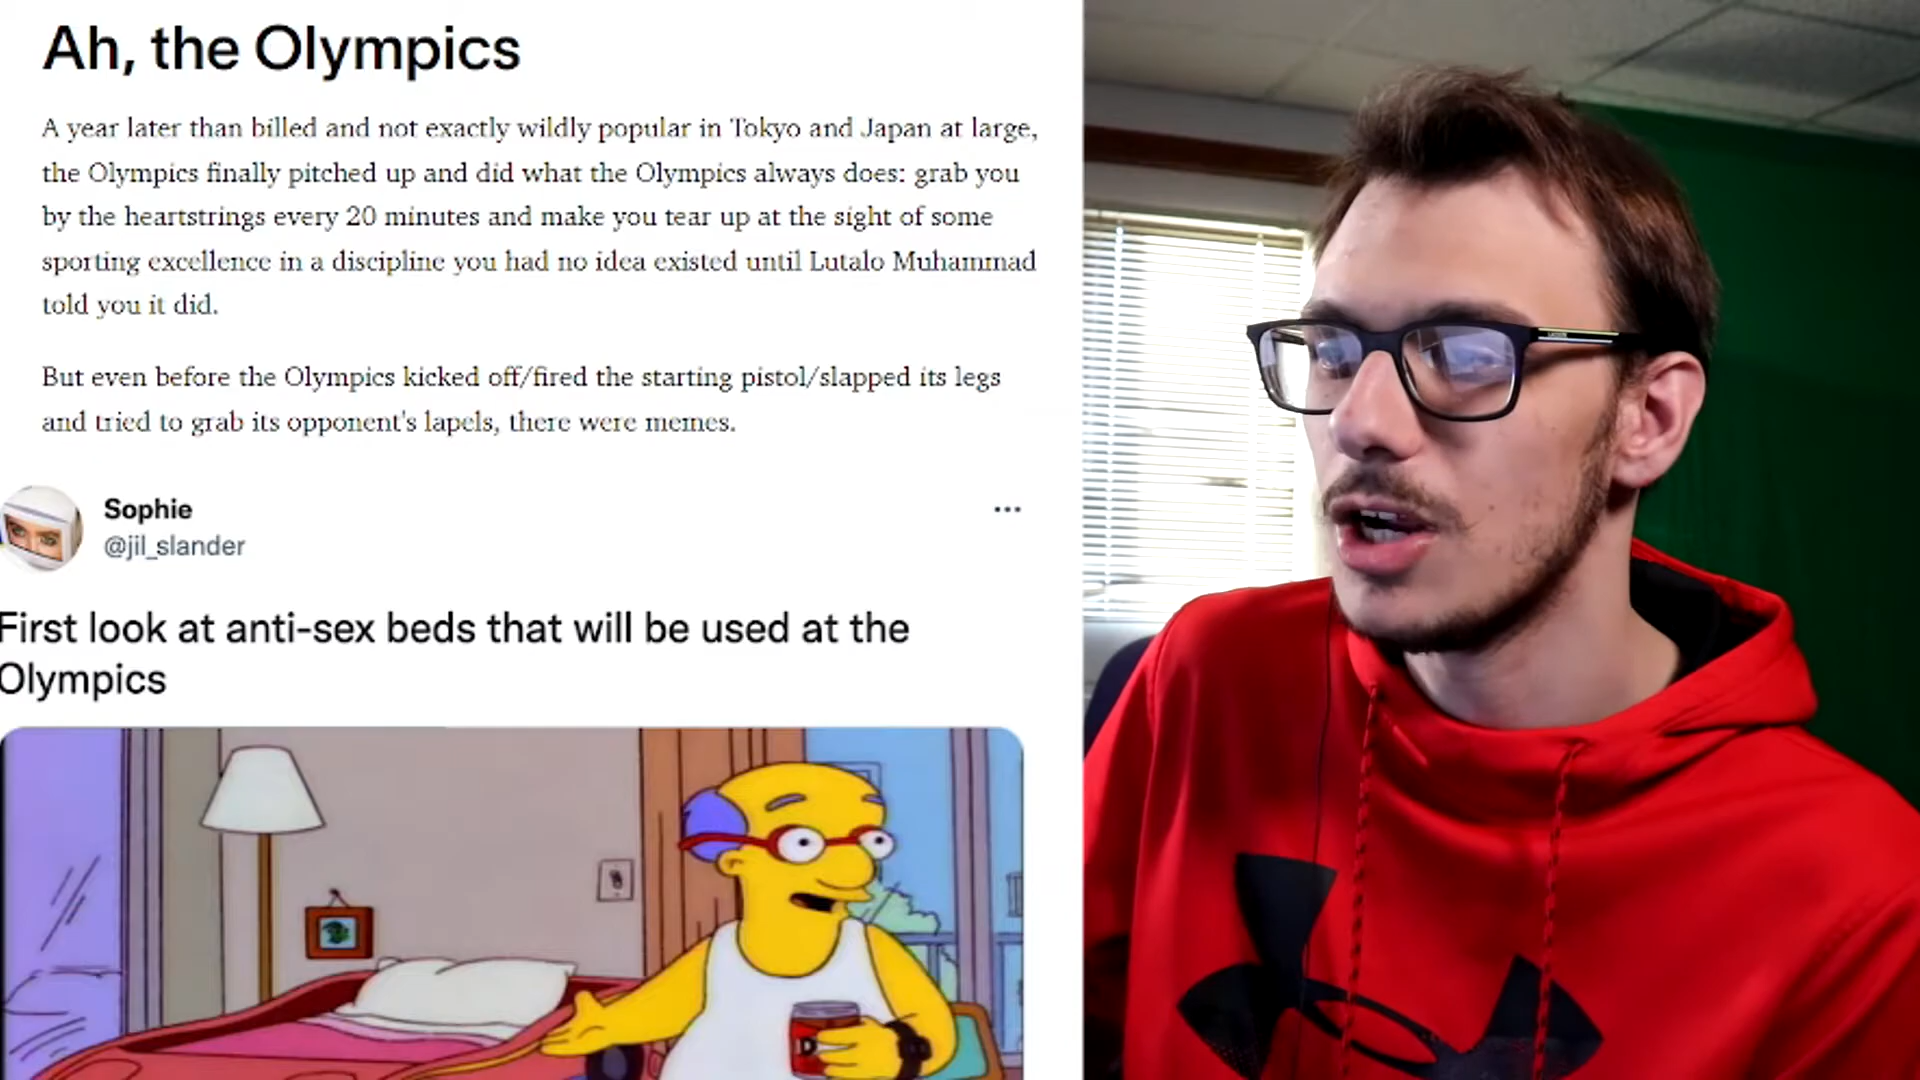 Ah, the Olympics
A year later than billed and not exactly wildly popular in Tokyo and Japan at large,
the Olympics finally pitched up and did what the Olympics always does: grab you
by the heartstrings every 20 minutes and make you tear up at the sight of some
sporting excellence in a discipline you had no idea existed until Lutalo Muhammad
told you it did.
But even before the Olympics kicked off/fired the starting pistol/slapped its legs
and tried to grab its opponent's lapels, there were memes.
Sophie
@jil_slander
First look at anti-sex beds that will be used at the
Olympics